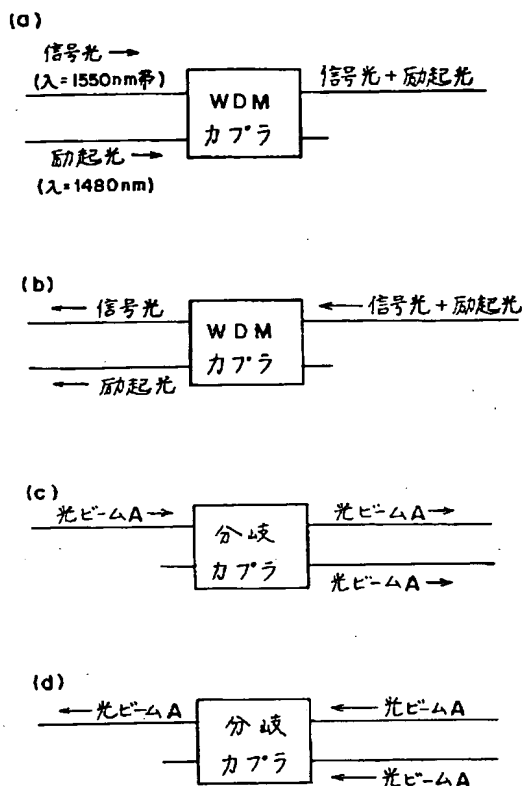 (a)
信号光 →
(λ=1550nm帯)
信号光+励起光
WDM
カプラ
励起光 →
(λ=1480nm)
(b)
← 信号光
← 信号光+励起光
WDM
カプラ
← 励起光
(c)
光ビームA→
光ビームA→
分岐
カプラ
光ビームA→
(d)
←光ビームA
←光ビームA
分岐
カプラ
←光ビームA